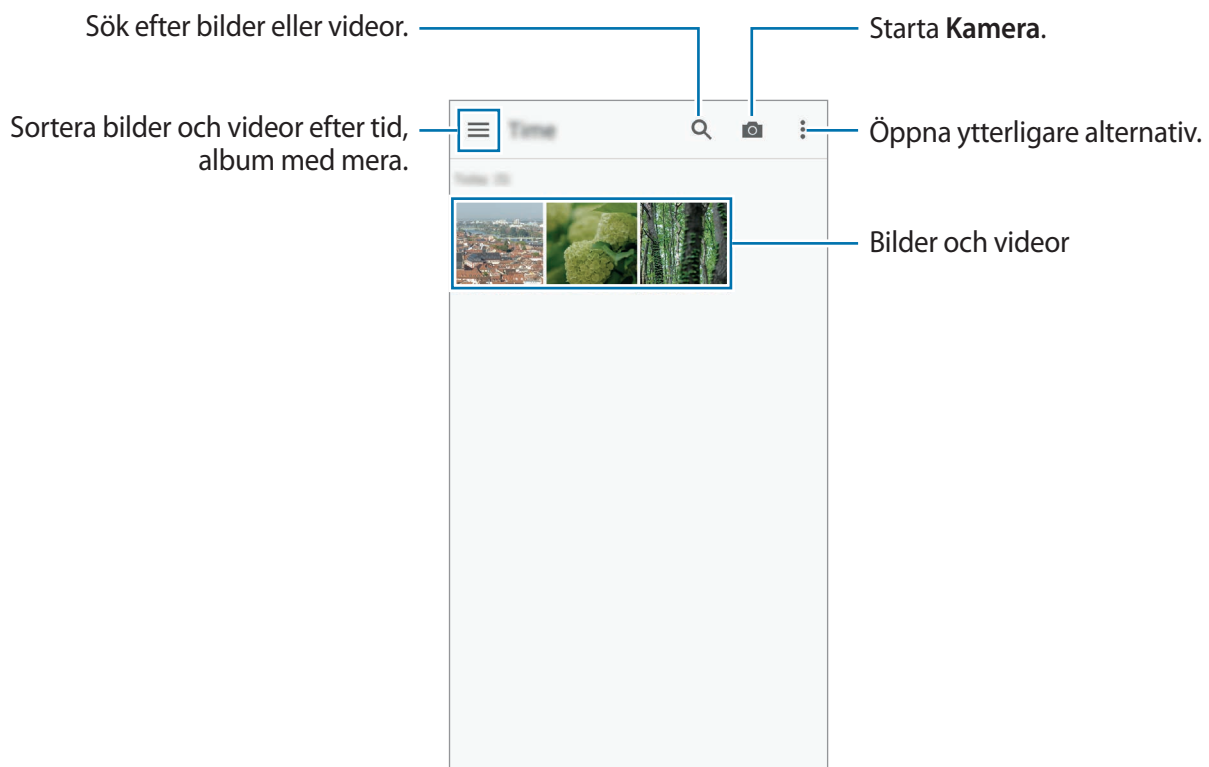 Sök efter bilder eller videor.
Starta Kamera.
Sortera bilder och videor efter tid,
album med mera.
Time
Öppna ytterligare alternativ.
Bilder och videor